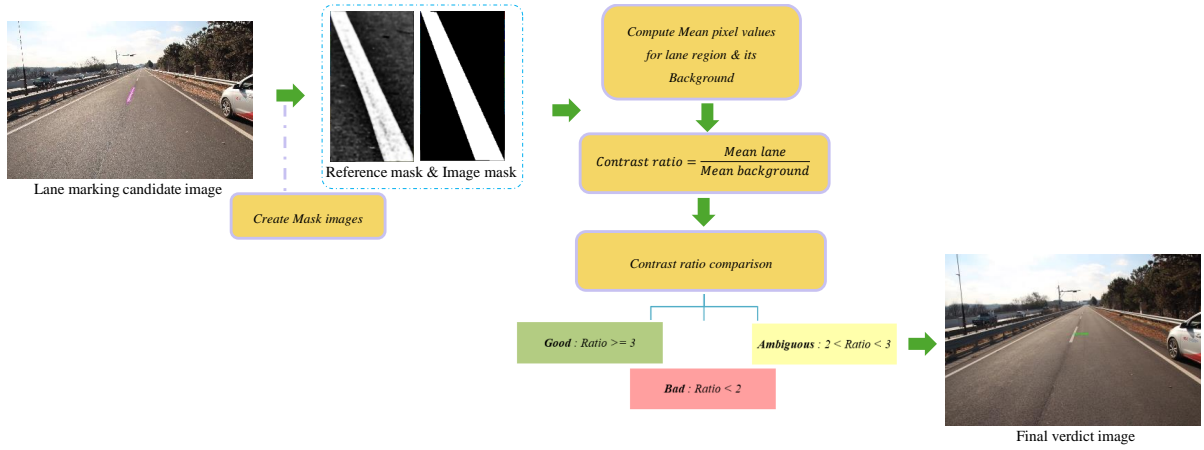 Lane marking candidate image
Create Mask images
Reference mask & Image mask
Compute Mean pixel values
for lane region & its
Background
Contrast ratio = Mean lane / Mean background
Contrast ratio comparison
Good : Ratio >= 3
Ambiguous : 2 < Ratio < 3
Bad : Ratio < 2
Final verdict image